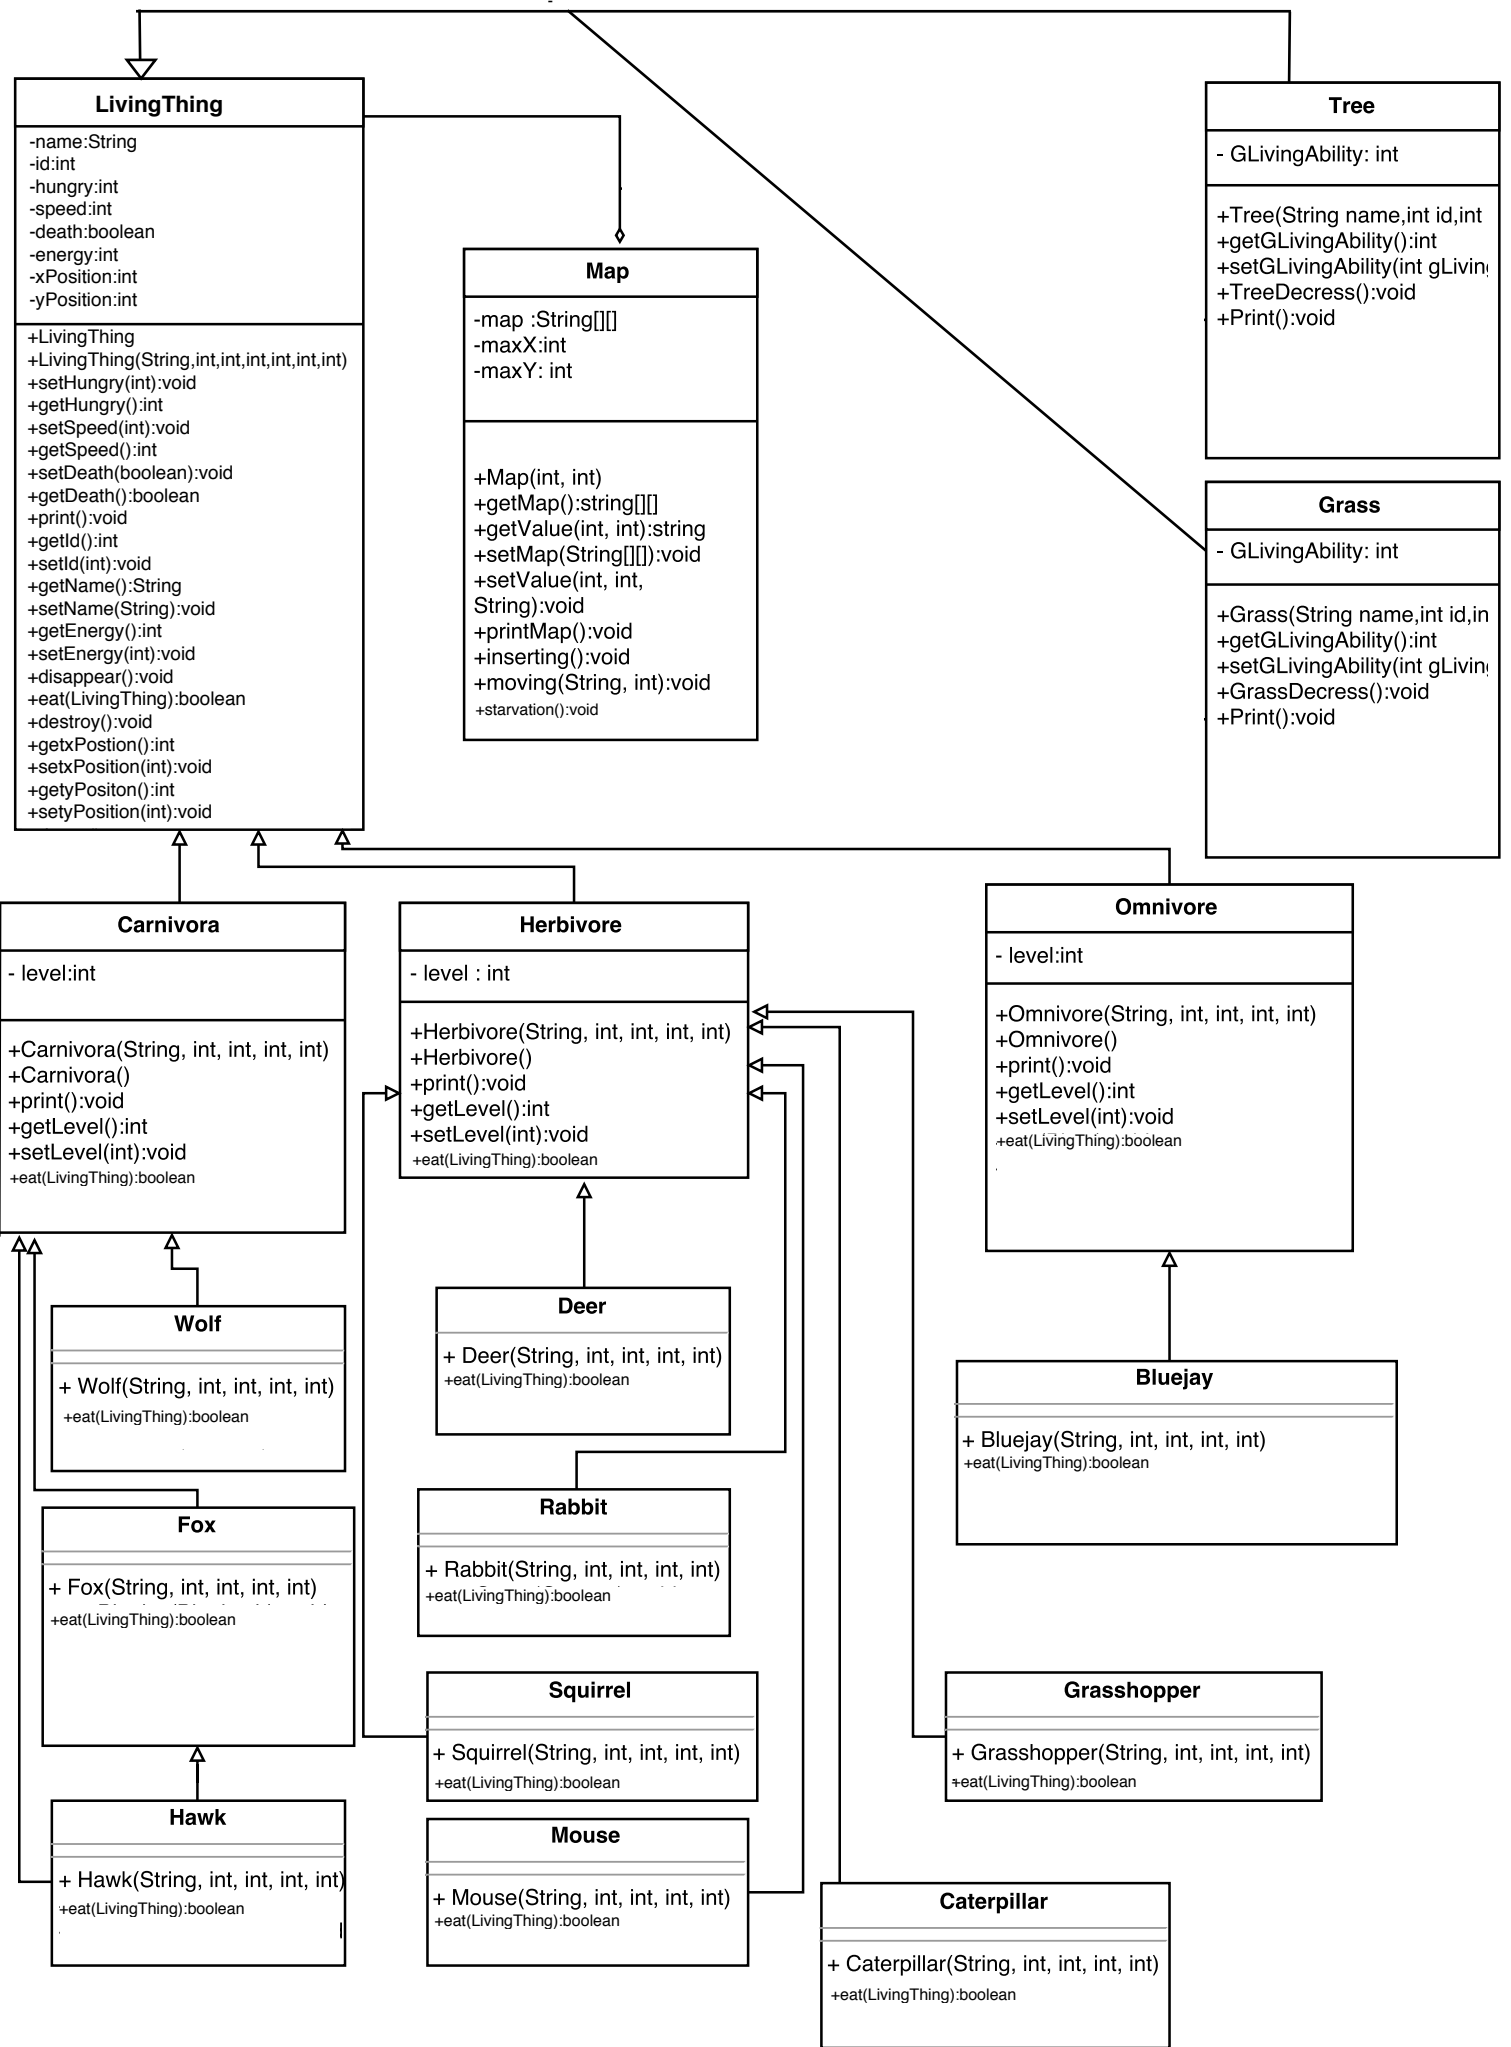 LivingThing
-name:String
-id:int
-hungry:int
-speed:int
-death:boolean
-energy:int
-xPosition:int
-yPosition:int
+LivingThing
+LivingThing(String,int,int,int,int,int,int)
+setHungry(int):void
+getHungry():int
+setSpeed(int):void
+getSpeed():int
+setDeath(boolean):void
+getDeath():boolean
+print():void
+getId():int
+setId(int):void
+getName():String
+setName(String):void
+getEnergy():int
+setEnergy(int):void
+disappear():void
+eat(LivingThing):boolean
+destroy():void
+getxPostion():int
+setxPosition(int):void
+getyPositon():int
+setyPosition(int):void
Map
-map :String[][]
-maxX:int
-maxY: int
+Map(int, int)
+getMap():string[][]
+getValue(int, int):string
+setMap(String[][]):void
+setValue(int, int,
String):void
+printMap():void
+inserting():void
+moving(String, int):void
+starvation():void
Tree
- GLivingAbility: int
+Tree(String name,int id,int
+getGLivingAbility():int
+setGLivingAbility(int gLiving
+TreeDecress():void
+Print():void
Grass
- GLivingAbility: int
+Grass(String name,int id,in
+getGLivingAbility():int
+setGLivingAbility(int gLiving
+GrassDecress():void
+Print():void
Carnivora
- level:int
+Carnivora(String, int, int, int, int)
+Carnivora()
+print():void
+getLevel():int
+setLevel(int):void
+eat(LivingThing):boolean
Herbivore
- level : int
+Herbivore(String, int, int, int, int)
+Herbivore()
+print():void
+getLevel():int
+setLevel(int):void
+eat(LivingThing):boolean
Omnivore
- level:int
+Omnivore(String, int, int, int, int)
+Omnivore()
+print():void
+getLevel():int
+setLevel(int):void
+eat(LivingThing):boolean
Wolf
+ Wolf(String, int, int, int, int)
+eat(LivingThing):boolean
Deer
+ Deer(String, int, int, int, int)
+eat(LivingThing):boolean
Bluejay
+ Bluejay(String, int, int, int, int)
+eat(LivingThing):boolean
Fox
+ Fox(String, int, int, int, int)
+eat(LivingThing):boolean
Rabbit
+ Rabbit(String, int, int, int, int)
+eat(LivingThing):boolean
Squirrel
+ Squirrel(String, int, int, int, int)
+eat(LivingThing):boolean
Grasshopper
+ Grasshopper(String, int, int, int, int)
+eat(LivingThing):boolean
Hawk
+ Hawk(String, int, int, int, int)
+eat(LivingThing):boolean
Mouse
+ Mouse(String, int, int, int, int)
+eat(LivingThing):boolean
Caterpillar
+ Caterpillar(String, int, int, int, int)
+eat(LivingThing):boolean